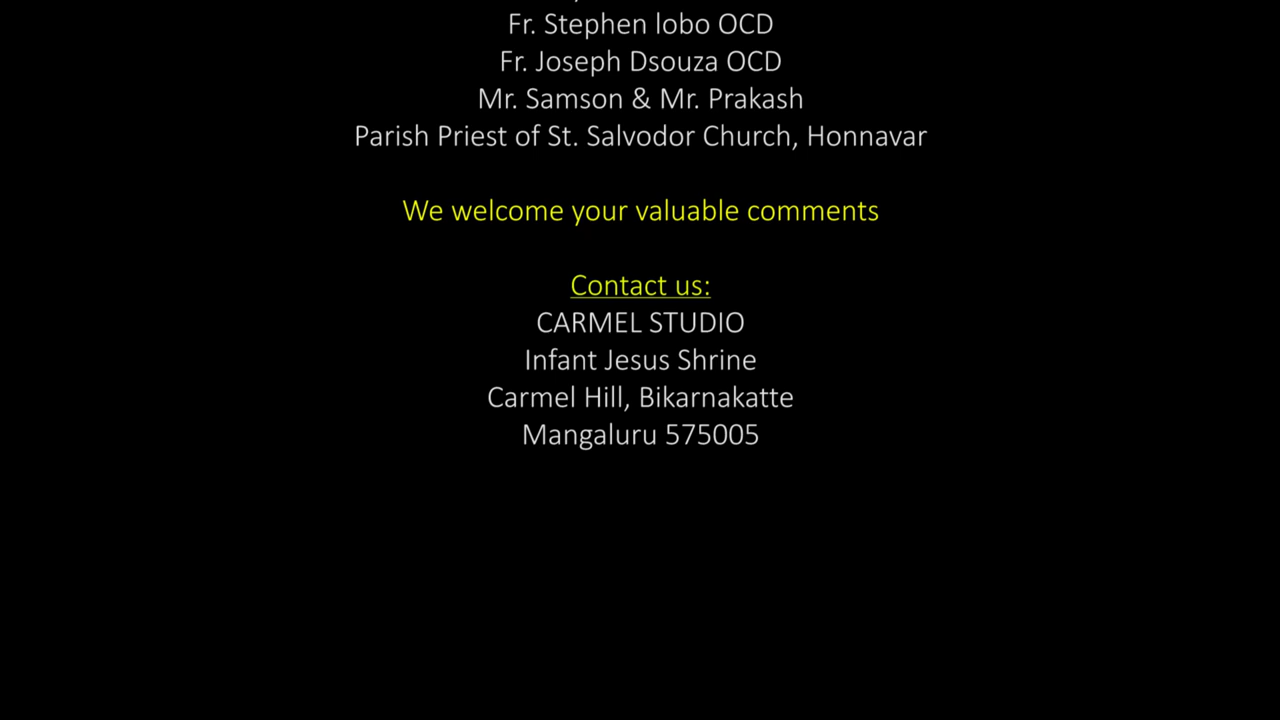 Fr. Stephen lobo OCD
Fr. Joseph Dsouza OCD
Mr. Samson & Mr. Prakash
Parish Priest of St. Salvodor Church, Honnavar
We welcome your valuable comments
Contact us:
CARMEL STUDIO
Infant Jesus Shrine
Carmel Hill, Bikarnakatte
Mangaluru 575005